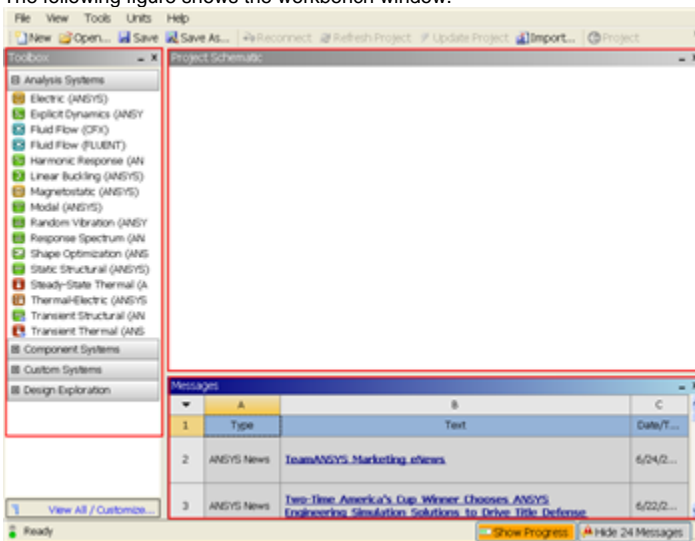 The following figure shows the workbench window.
File View Tools Units Help
New Open... Save Save As... Reconnect Refresh Project Update Project Import... Project
Toolbox
Project Schematic
Analysis Systems
Electric (ANSYS)
Explicit Dynamics (ANSY
Fluid Flow (CFX)
Fluid Flow (FLUENT)
Harmonic Response (AN
Linear Buckling (ANSYS)
Magnetostatic (ANSYS)
Modal (ANSYS)
Random Vibration (ANSY
Response Spectrum (AN
Shape Optimization (ANS
Static Structural (ANSYS)
Steady-State Thermal (A
Thermal-Electric (ANSYS
Transient Structural (AN
Transient Thermal (ANS
Component Systems
Custom Systems
Design Exploration
View All / Customize...
Messages
A B C
1 Type Text Date/T...
2 ANSYS News TeamANSYS Marketing eNews 6/24/2...
3 ANSYS News Two-Time America's Cup Winner Chooses ANSYS
Engineering Simulation Solutions to Drive Title Defense 6/22/2...
Ready
Show Progress Hide 24 Messages